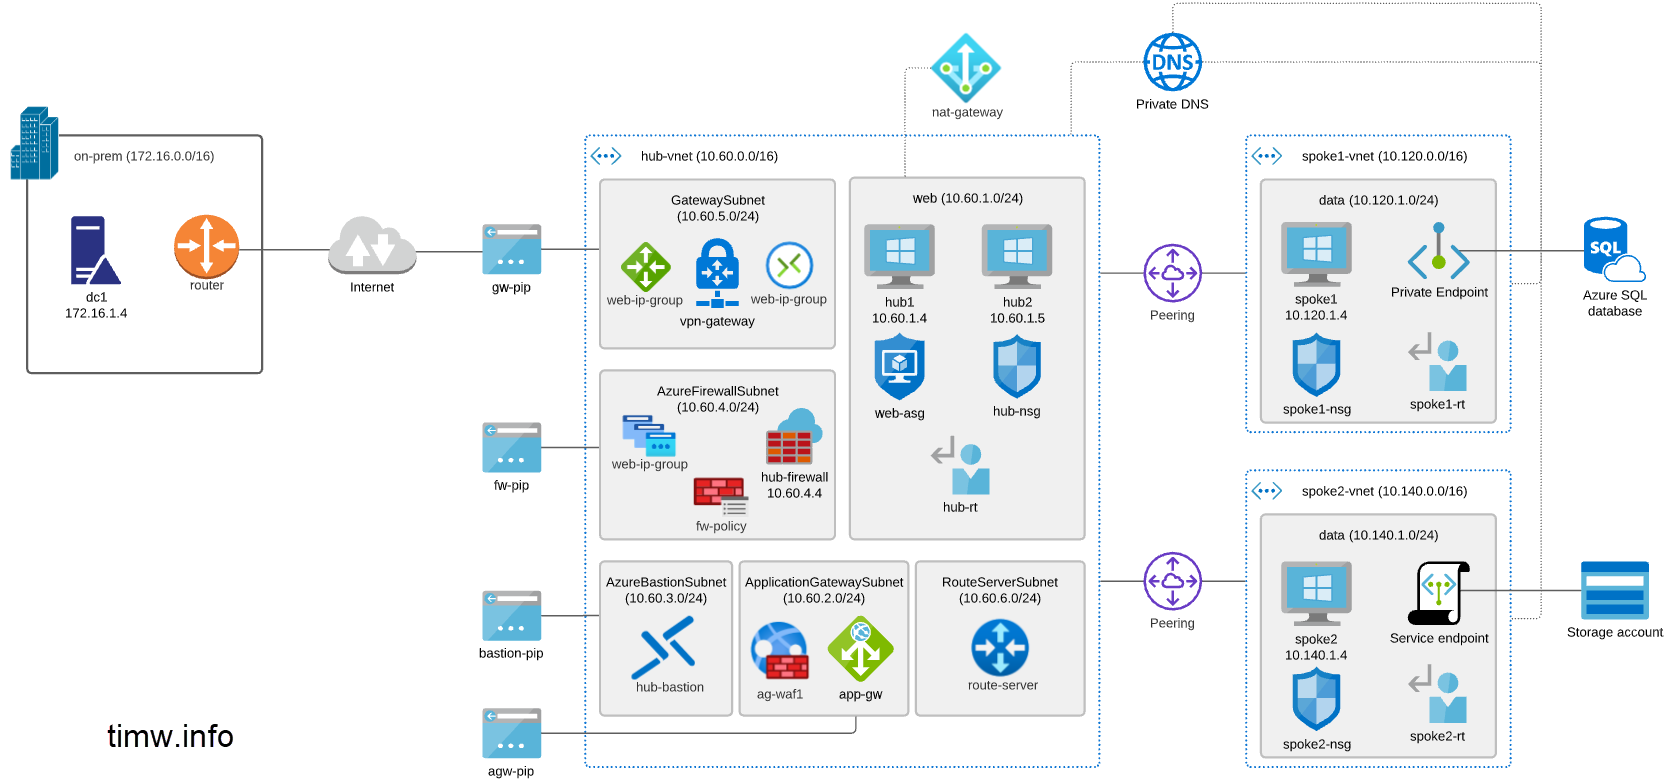 nat-gateway
DNS
Private DNS
on-prem (172.16.0.0/16)
dc1
172.16.1.4
router
Internet
gw-pip
fw-pip
bastion-pip
agw-pip
hub-vnet (10.60.0.0/16)
GatewaySubnet
(10.60.5.0/24)
web-ip-group
vpn-gateway
web-ip-group
AzureFirewallSubnet
(10.60.4.0/24)
web-ip-group
hub-firewall
10.60.4.4
fw-policy
web (10.60.1.0/24)
hub1
10.60.1.4
hub2
10.60.1.5
web-asg
hub-nsg
hub-rt
AzureBastionSubnet
(10.60.3.0/24)
hub-bastion
ApplicationGatewaySubnet
(10.60.2.0/24)
ag-waf1
app-gw
RouteServerSubnet
(10.60.6.0/24)
route-server
Peering
Peering
spoke1-vnet (10.120.0.0/16)
data (10.120.1.0/24)
spoke1
10.120.1.4
Private Endpoint
spoke1-nsg
spoke1-rt
SQL
Azure SQL
database
spoke2-vnet (10.140.0.0/16)
data (10.140.1.0/24)
spoke2
10.140.1.4
Service endpoint
spoke2-nsg
spoke2-rt
Storage account
timw.info